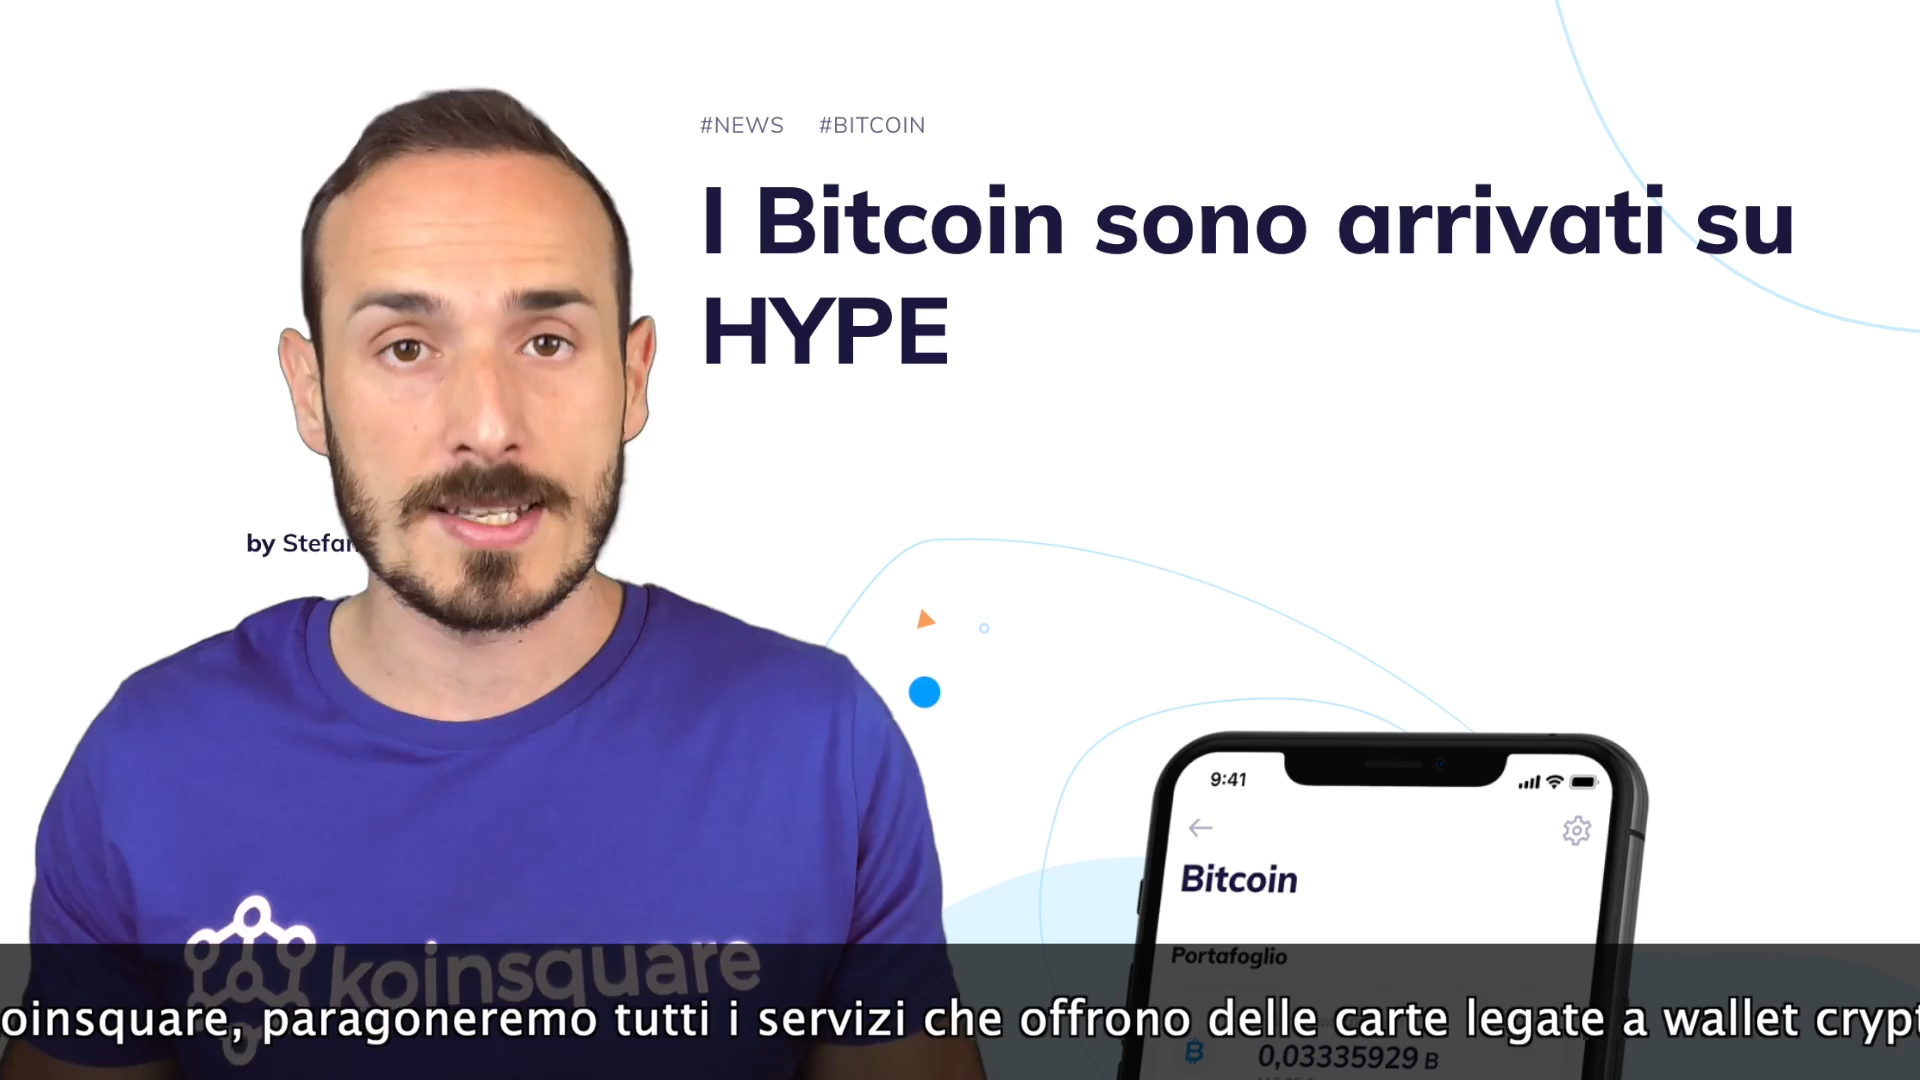 #NEWS #BITCOIN
I Bitcoin sono arrivati su
HYPE
by Stefan
9:41
Bitcoin
Portafoglio
koinsquare
oinsquare, paragoneremo tutti i servizi che offrono delle carte legate a wallet crypt
0,03335929 B